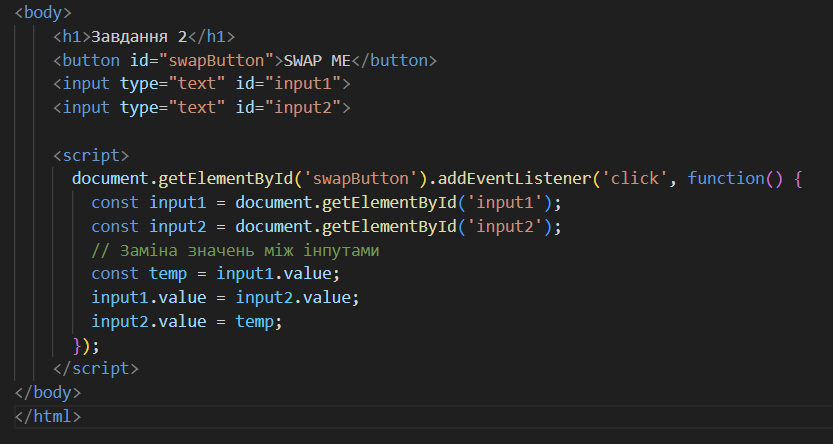 <body>
<h1>Завдання 2</h1>
<button id="swapButton">SWAP ME</button>
<input type="text" id="input1">
<input type="text" id="input2">
<script>
document.getElementById('swapButton').addEventListener('click', function() {
const input1 = document.getElementById('input1');
const input2 = document.getElementById('input2');
// Заміна значень між інпутами
const temp = input1.value;
input1.value = input2.value;
input2.value = temp;
});
</script>
</body>
</html>